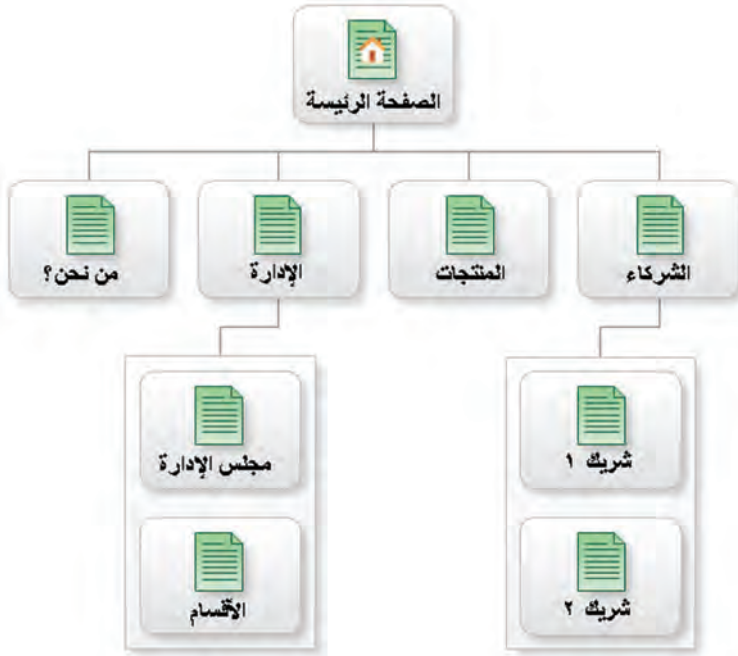 الصفحة الرئيسة
الشركاء
المنتجات
الإدارة
من نحن؟
شريك ١
شريك ٢
مجلس الإدارة
الأقسام